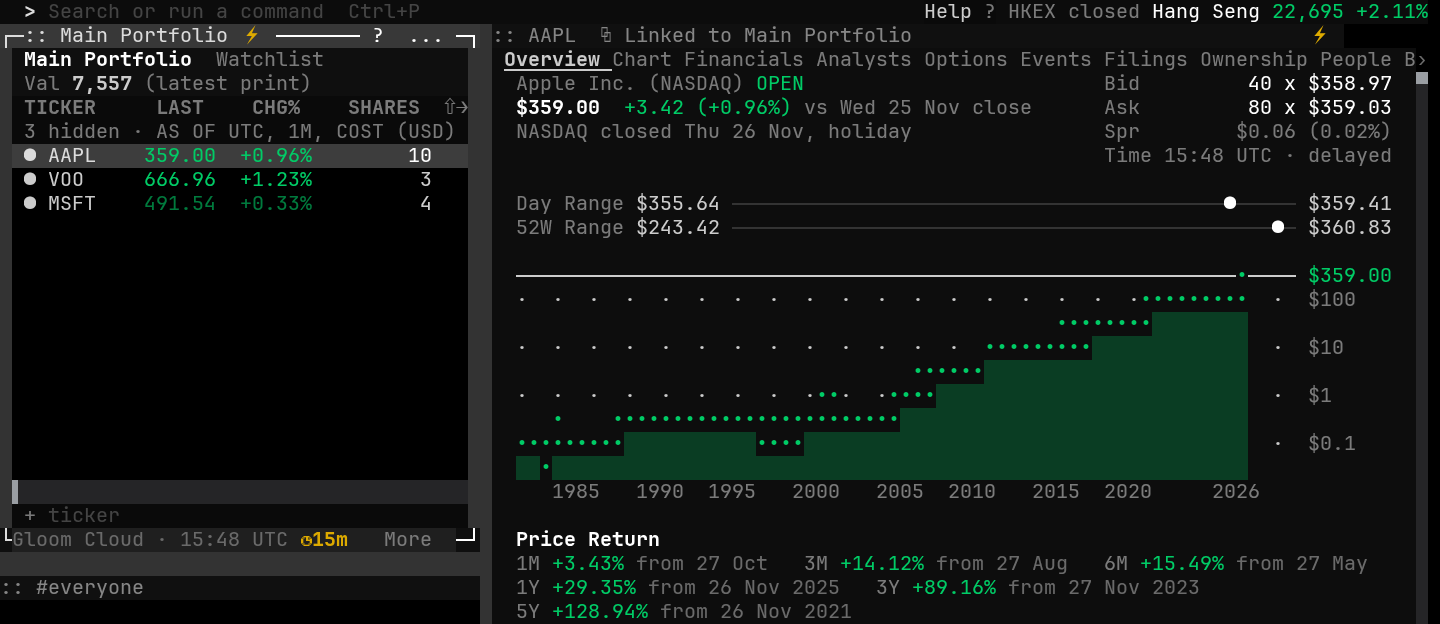 > Search or run a command  Ctrl+P
Help ? HKEX closed Hang Seng 22,695 +2.11%
:: Main Portfolio ⚡ ? ...
Main Portfolio  Watchlist
Val 7,557 (latest print)
TICKER LAST CHG% SHARES ⇧→
3 hidden · AS OF UTC, 1M, COST (USD)
● AAPL 359.00 +0.96% 10
● VOO 666.96 +1.23% 3
● MSFT 491.54 +0.33% 4
+ ticker
Gloom Cloud · 15:48 UTC ◔15m More
:: #everyone
:: AAPL ⧉ Linked to Main Portfolio ⚡
Overview Chart Financials Analysts Options Events Filings Ownership People B›
Apple Inc. (NASDAQ) OPEN
$359.00 +3.42 (+0.96%) vs Wed 25 Nov close
NASDAQ closed Thu 26 Nov, holiday
Bid 40 x $358.97
Ask 80 x $359.03
Spr $0.06 (0.02%)
Time 15:48 UTC · delayed
Day Range $355.64 $359.41
52W Range $243.42 $360.83
$359.00
$100
$10
$1
$0.1
1985 1990 1995 2000 2005 2010 2015 2020 2026
Price Return
1M +3.43% from 27 Oct 3M +14.12% from 27 Aug 6M +15.49% from 27 May
1Y +29.35% from 26 Nov 2025 3Y +89.16% from 27 Nov 2023
5Y +128.94% from 26 Nov 2021